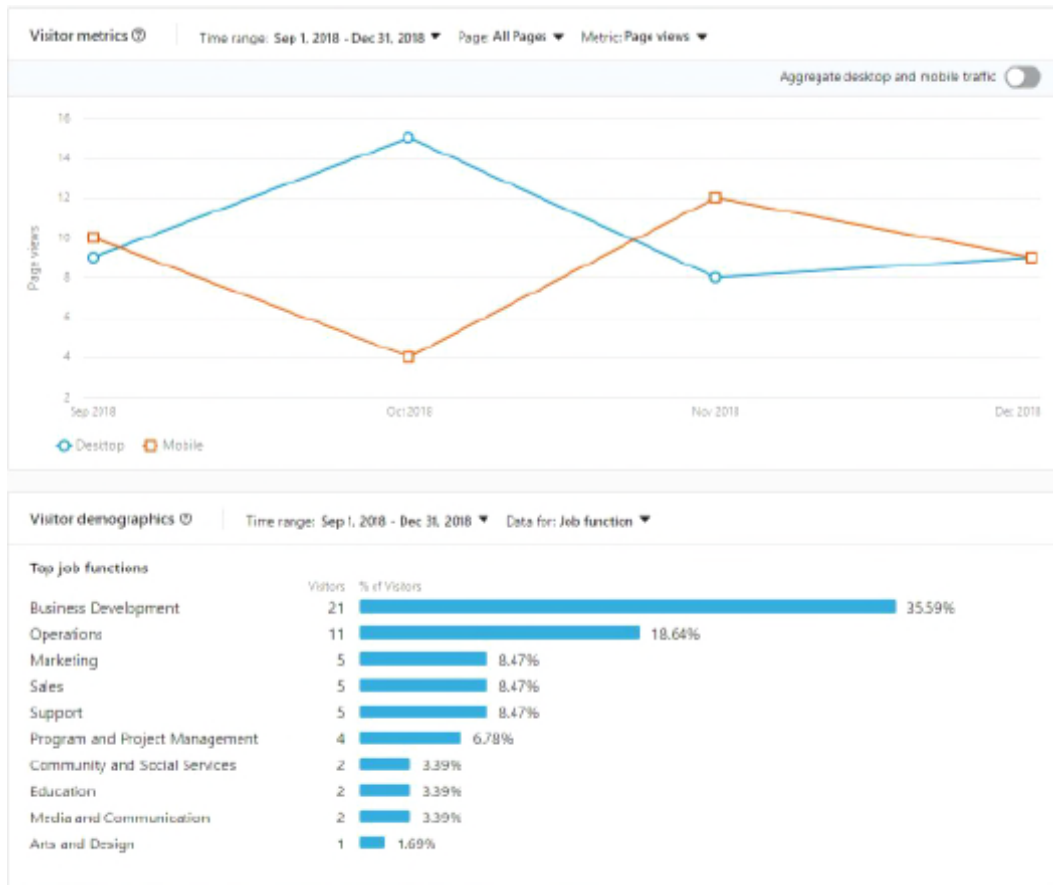 Visitor metrics ? Time range: Sep 1, 2018 - Dec 31, 2018 ▼ Page: All Pages ▼ Metric: Page views ▼
Aggregate desktop and mobile traffic
16
14
12
10
8
6
4
2
Page views
Sep 2018 Oct 2018 Nov 2018 Dec 2018
Desktop Mobile
Visitor demographics ? Time range: Sep 1, 2018 - Dec 31, 2018 ▼ Data for: Job function ▼
Top job functions
Visitors % of Visitors
Business Development 21 35.59%
Operations 11 18.64%
Marketing 5 8.47%
Sales 5 8.47%
Support 5 8.47%
Program and Project Management 4 6.78%
Community and Social Services 2 3.39%
Education 2 3.39%
Media and Communication 2 3.39%
Arts and Design 1 1.69%